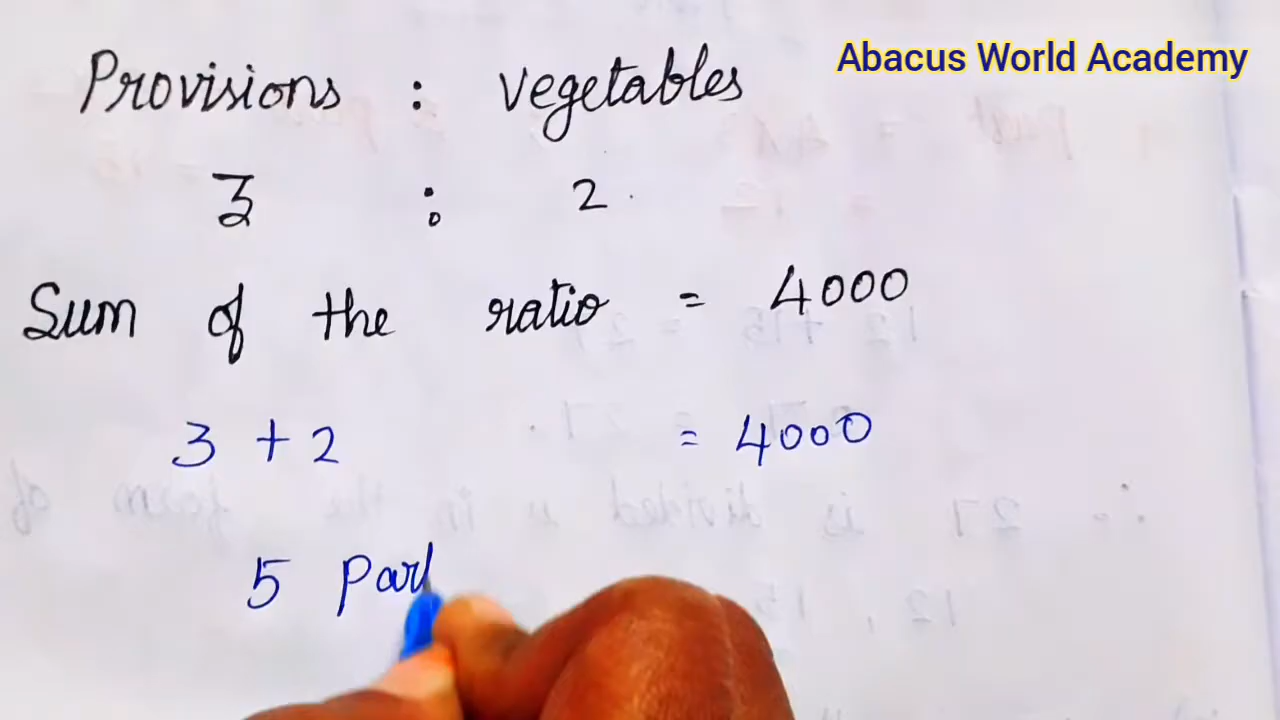 Abacus World Academy
Provisions : vegetables
3 : 2
Sum of the ratio = 4000
3 + 2 = 4000
5 Part